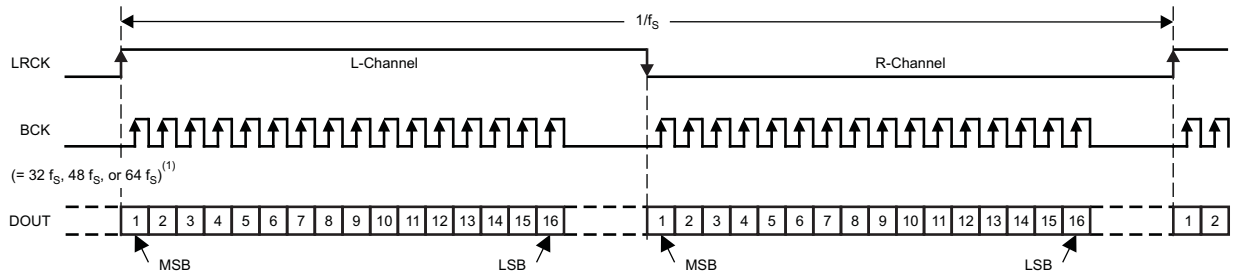 1/fS
LRCK
L-Channel
R-Channel
BCK
(= 32 fS, 48 fS, or 64 fS)(1)
DOUT
1 2 3 4 5 6 7 8 9 10 11 12 13 14 15 16
1 2 3 4 5 6 7 8 9 10 11 12 13 14 15 16
1 2
MSB
LSB
MSB
LSB